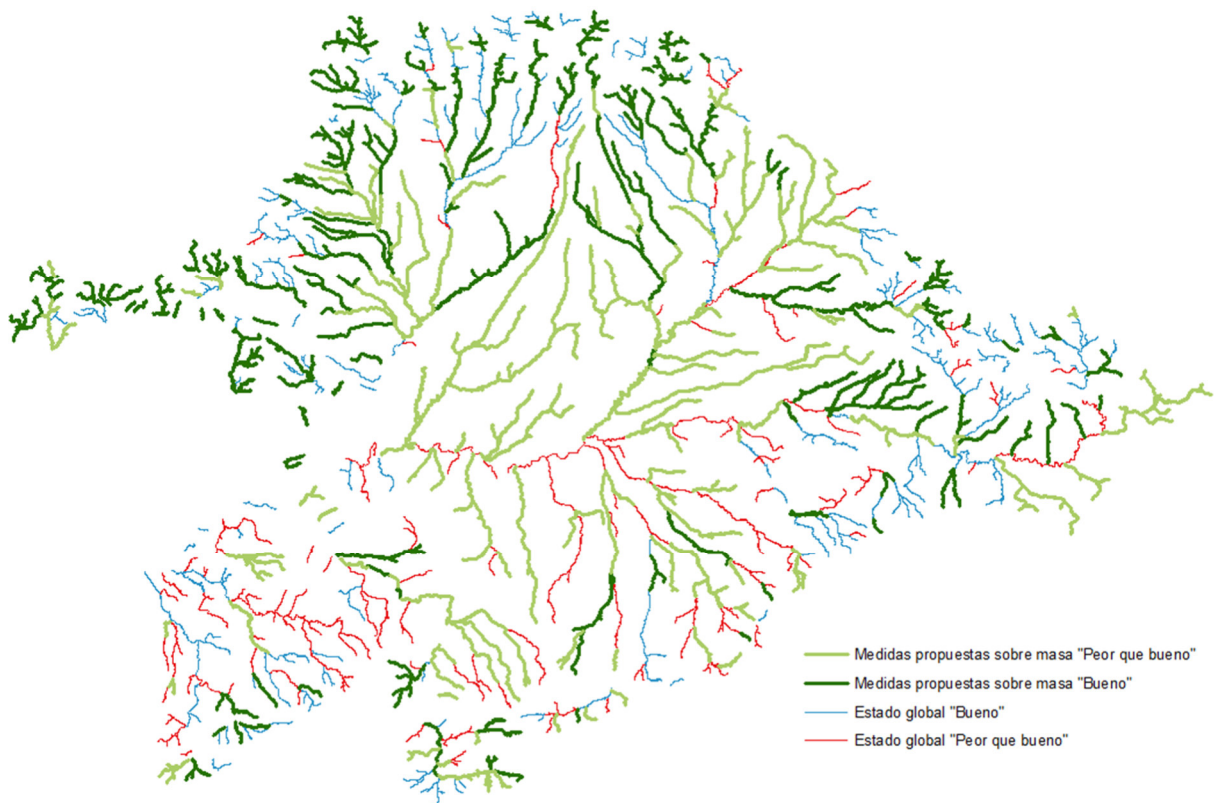 Medidas propuestas sobre masa "Peor que bueno"
Medidas propuestas sobre masa "Bueno"
Estado global "Bueno"
Estado global "Peor que bueno"